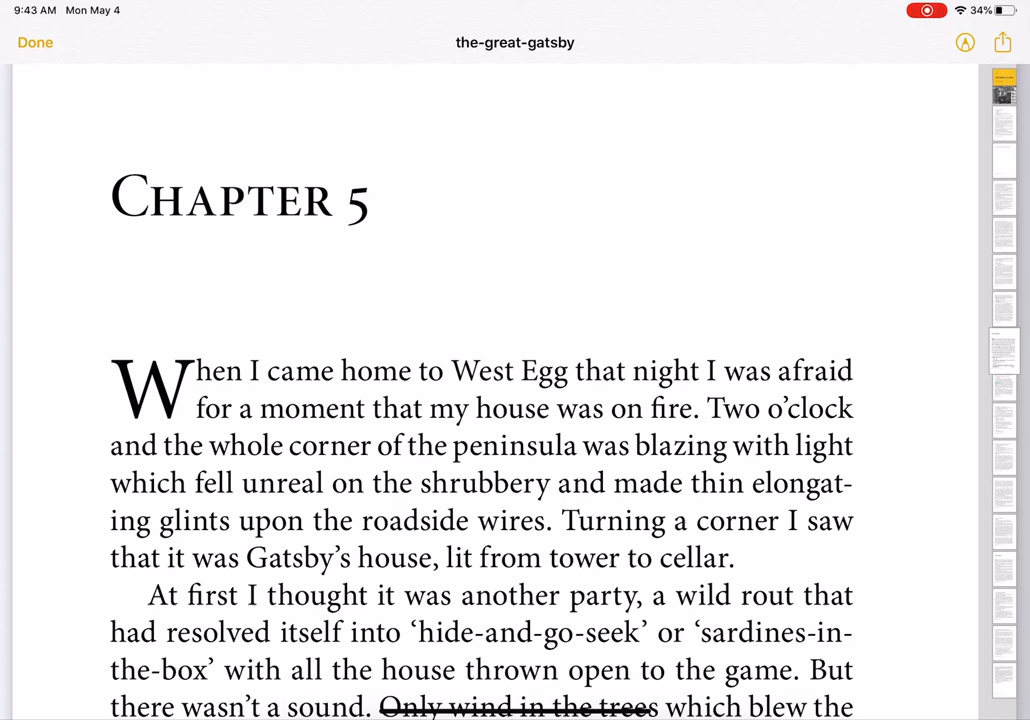 9:43 AM Mon May 4 34%
Done the-great-gatsby
CHAPTER 5
When I came home to West Egg that night I was afraid
for a moment that my house was on fire. Two o’clock
and the whole corner of the peninsula was blazing with light
which fell unreal on the shrubbery and made thin elongat-
ing glints upon the roadside wires. Turning a corner I saw
that it was Gatsby’s house, lit from tower to cellar.
At first I thought it was another party, a wild rout that
had resolved itself into ‘hide-and-go-seek’ or ‘sardines-in-
the-box’ with all the house thrown open to the game. But
there wasn’t a sound. Only wind in the trees which blew the